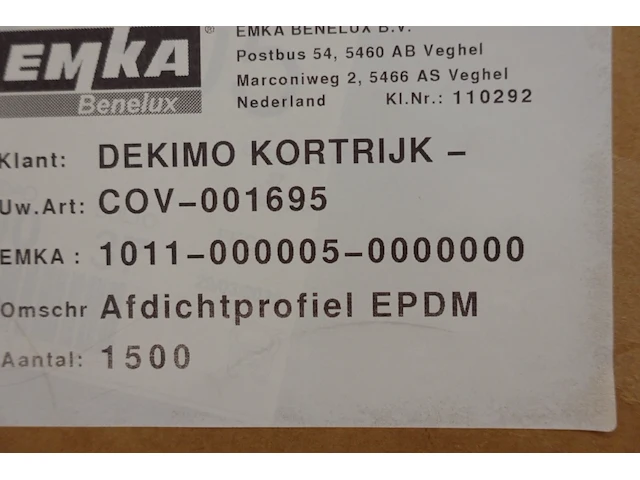 EMKA
®
Benelux
EMKA BENELUX B.V.
Postbus 54, 5460 AB Veghel
Marconiweg 2, 5466 AS Veghel
Nederland Kl.Nr.: 110292
Klant: DEKIMO KORTRIJK –
Uw.Art: COV–001695
EMKA : 1011–000005–0000000
Omschr Afdichtprofiel EPDM
Aantal: 1500